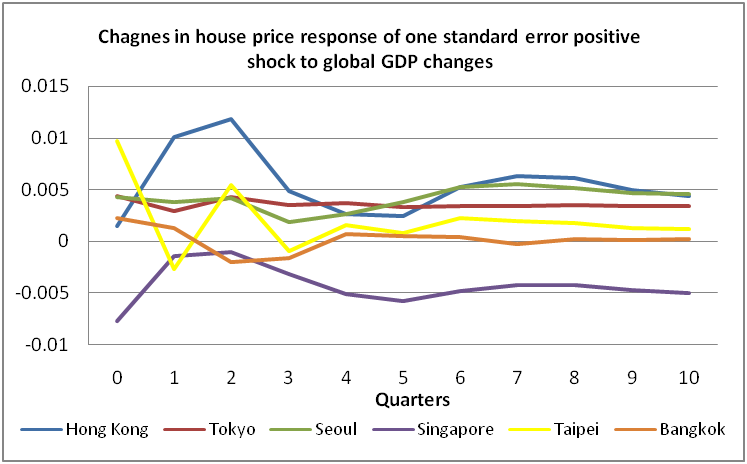 Chagnes in house price response of one standard error positive
shock to global GDP changes
0.015
0.01
0.005
0
-0.005
-0.01
0 1 2 3 4 5 6 7 8 9 10
Quarters
Hong Kong Tokyo Seoul Singapore Taipei Bangkok